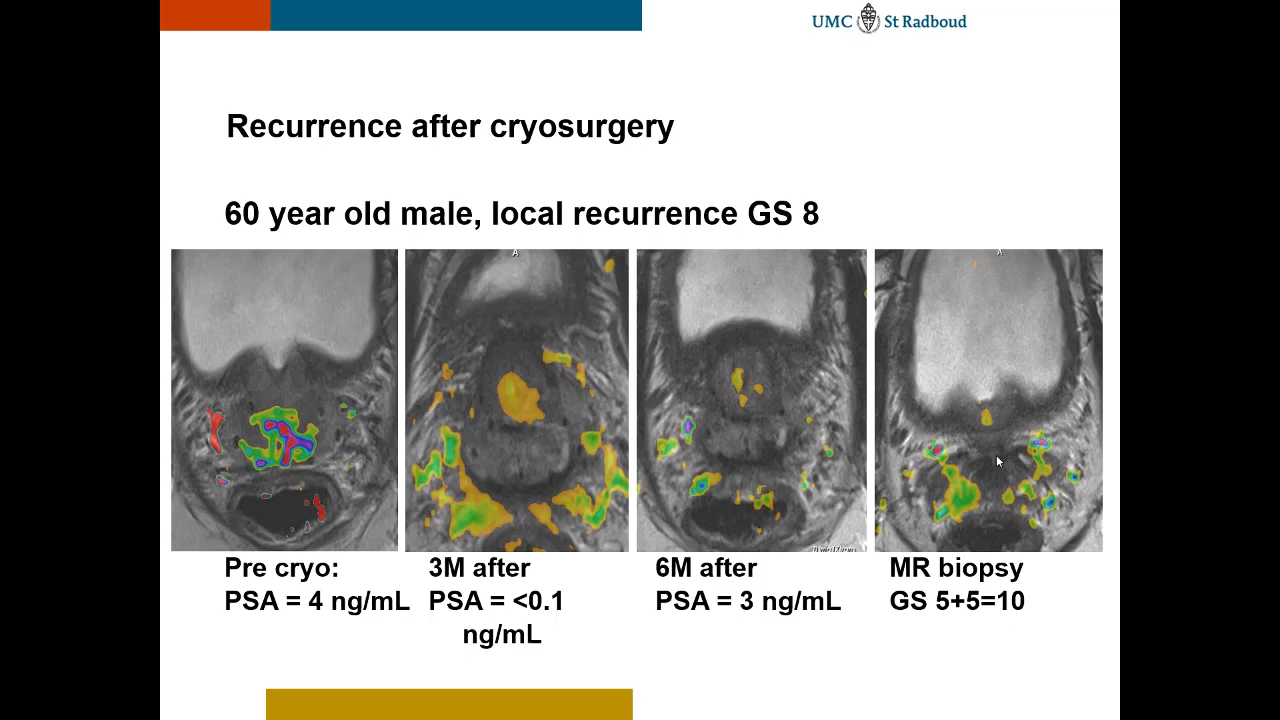 UMC St Radboud
Recurrence after cryosurgery
60 year old male, local recurrence GS 8
A
A
Pre cryo:
PSA = 4 ng/mL
3M after
PSA = <0.1
ng/mL
6M after
PSA = 3 ng/mL
MR biopsy
GS 5+5=10